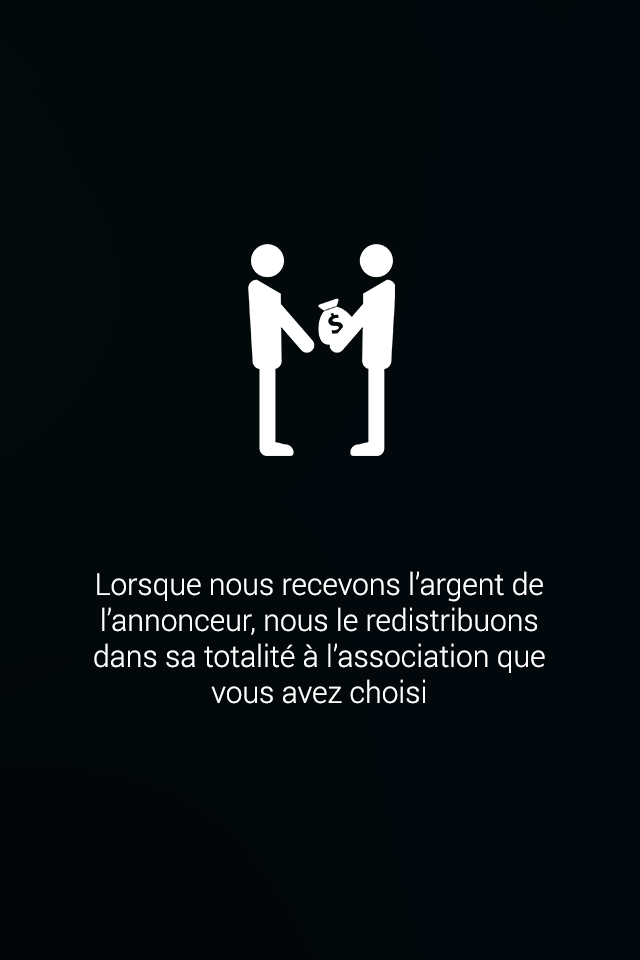 $
Lorsque nous recevons l’argent de
l’annonceur, nous le redistribuons
dans sa totalité à l’association que
vous avez choisi